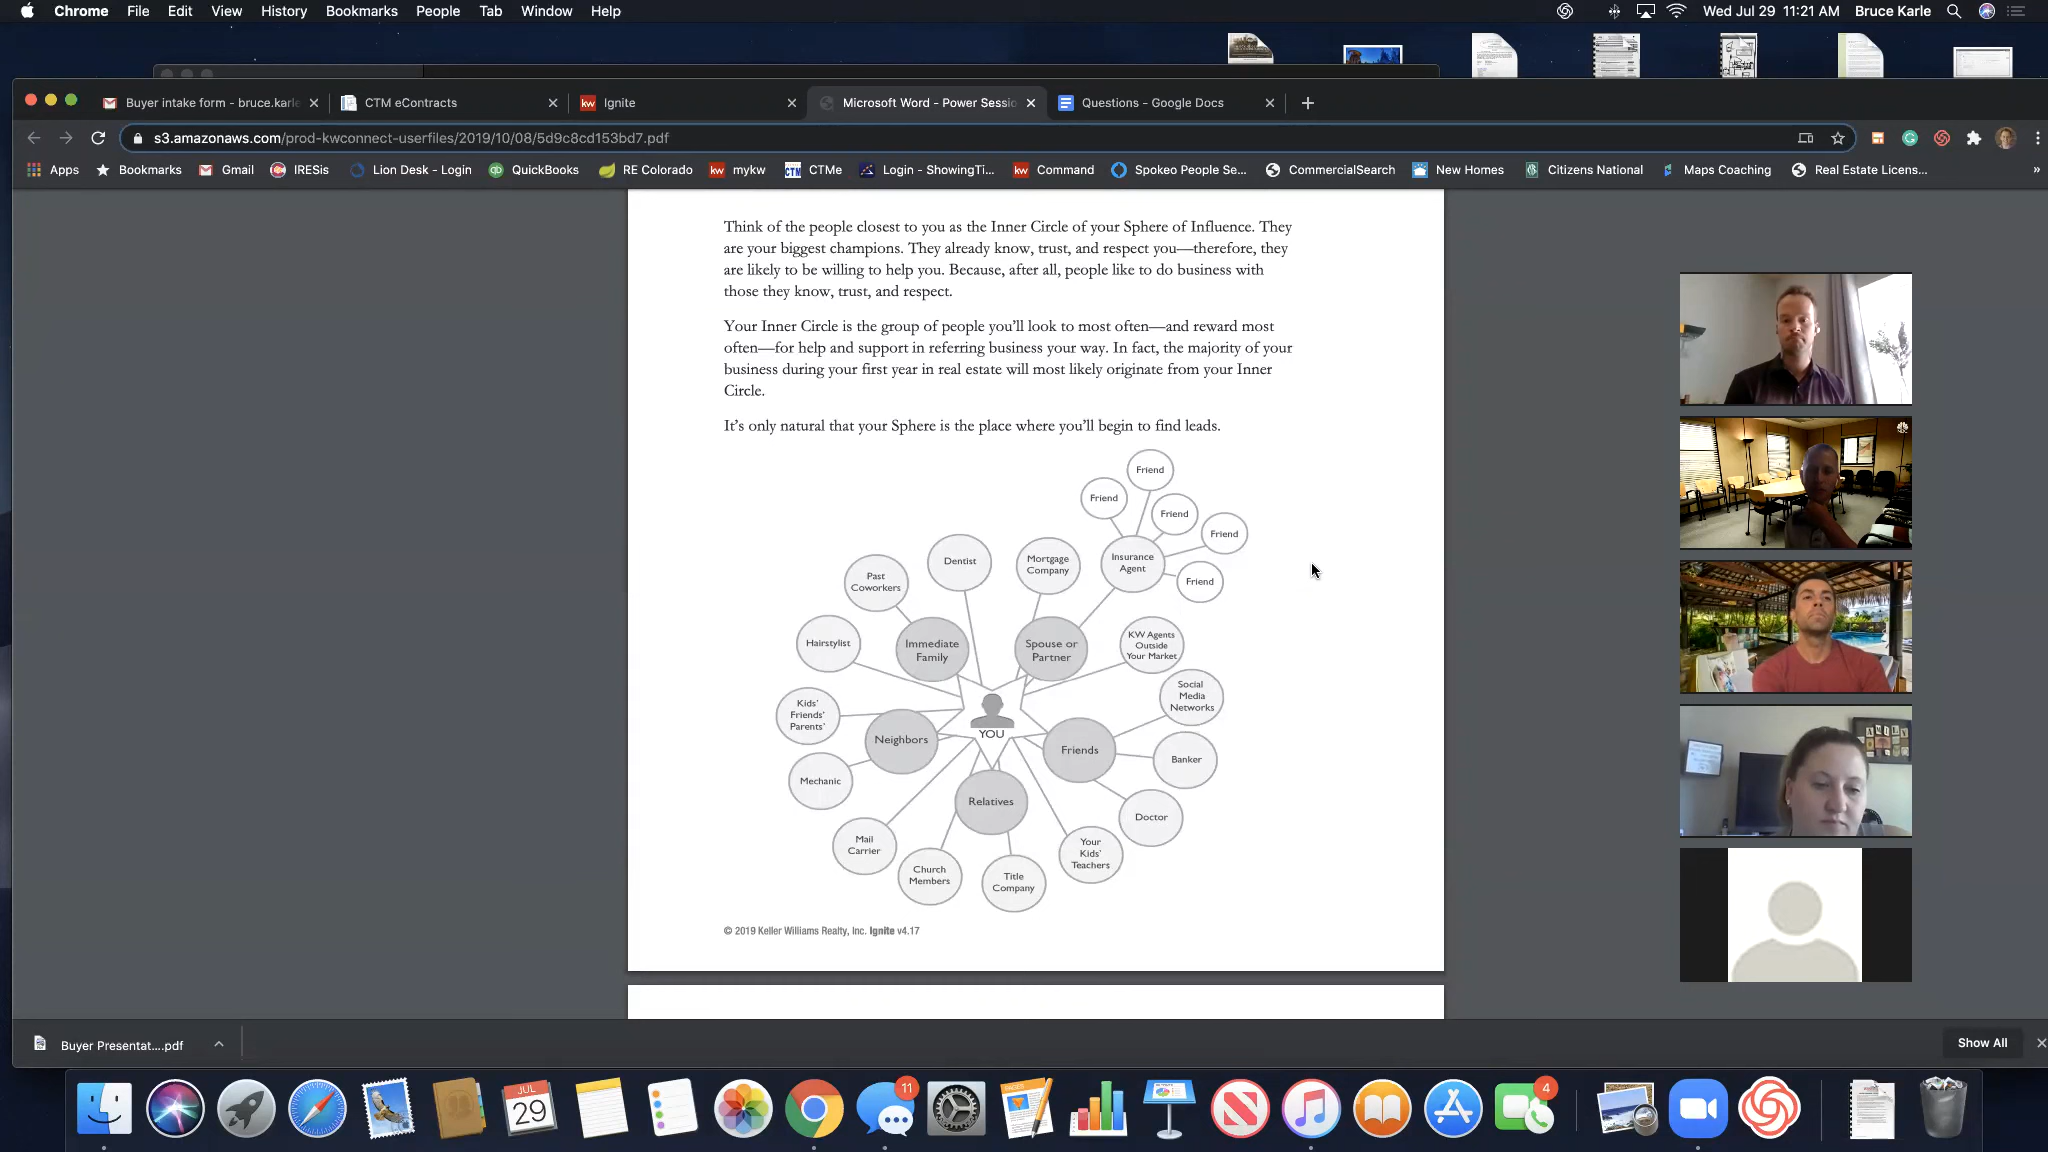 Chrome File Edit View History Bookmarks People Tab Window Help
Wed Jul 29 11:21 AM Bruce Karle
Buyer intake form - bruce.karle
CTM eContracts
kw Ignite
Microsoft Word - Power Sessio
Questions - Google Docs
s3.amazonaws.com/prod-kwconnect-userfiles/2019/10/08/5d9c8cd153bd7.pdf
Apps Bookmarks Gmail IRESis Lion Desk - Login QuickBooks RE Colorado kw mykw CTM CTMe Login - ShowingTi... kw Command Spokeo People Se... CommercialSearch New Homes Citizens National Maps Coaching Real Estate Licens... »
Think of the people closest to you as the Inner Circle of your Sphere of Influence. They
are your biggest champions. They already know, trust, and respect you—therefore, they
are likely to be willing to help you. Because, after all, people like to do business with
those they know, trust, and respect.
Your Inner Circle is the group of people you'll look to most often—and reward most
often—for help and support in referring business your way. In fact, the majority of your
business during your first year in real estate will most likely originate from your Inner
Circle.
It's only natural that your Sphere is the place where you'll begin to find leads.
Friend
Friend
Friend
Friend
Friend
Insurance
Agent
Mortgage
Company
Dentist
Past
Coworkers
Hairstylist
Immediate
Family
Spouse or
Partner
KW Agents
Outside
Your Market
Social
Media
Networks
Kids'
Friends'
Parents'
Neighbors
YOU
Friends
Banker
Mechanic
Relatives
Doctor
Mail
Carrier
Church
Members
Title
Company
Your
Kids'
Teachers
© 2019 Keller Williams Realty, Inc. Ignite v4.17
Buyer Presentat....pdf
Show All
JUL
29
11
4
PAGES